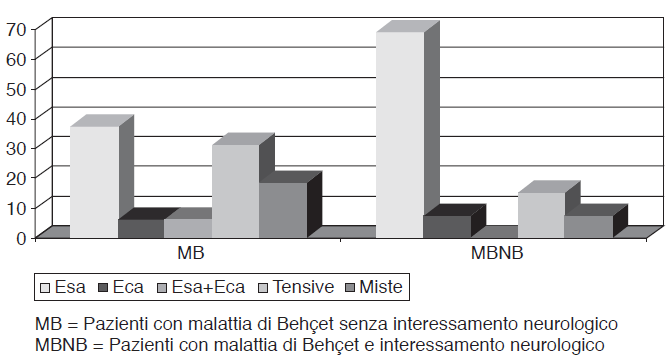 70
60
50
40
30
20
10
0
MB MBNB
Esa Eca Esa+Eca Tensive Miste
MB = Pazienti con malattia di Behçet senza interessamento neurologico
MBNB = Pazienti con malattia di Behçet e interessamento neurologico